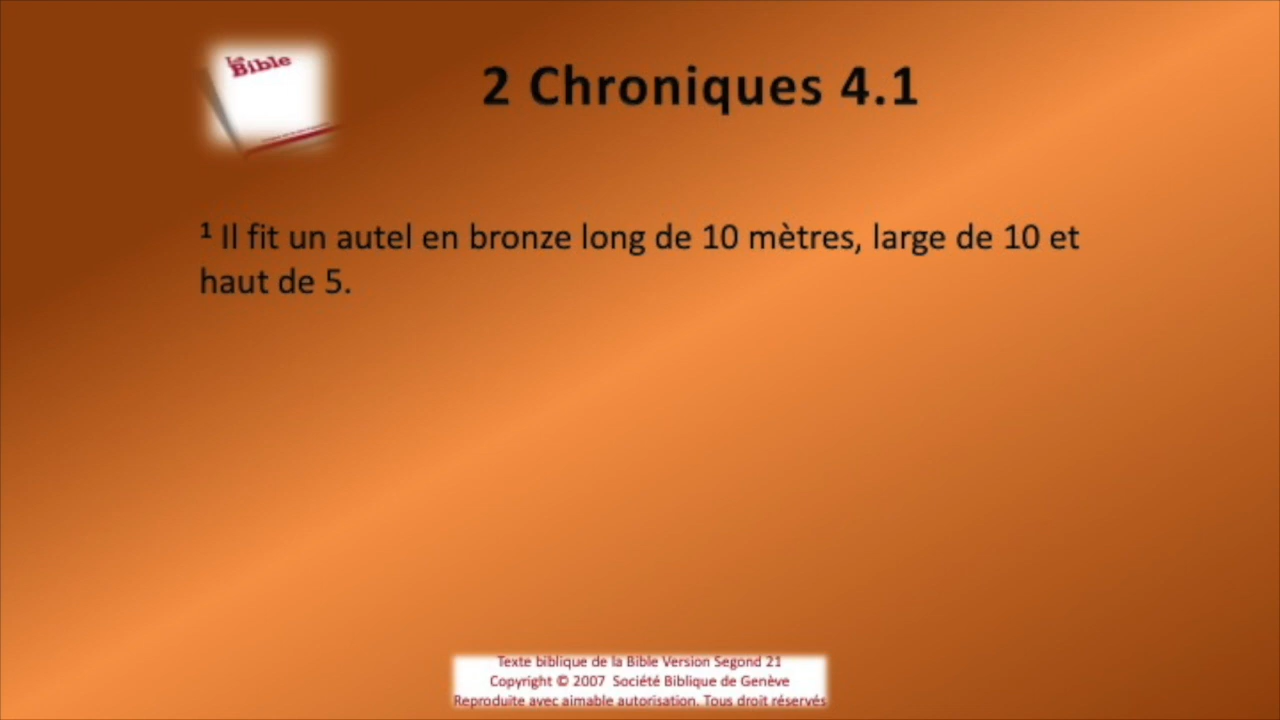 La
Bible
2 Chroniques 4.1
¹ Il fit un autel en bronze long de 10 mètres, large de 10 et
haut de 5.
Texte biblique de la Bible Version Segond 21
Copyright © 2007 Société Biblique de Genève
Reproduite avec aimable autorisation. Tous droit réservés